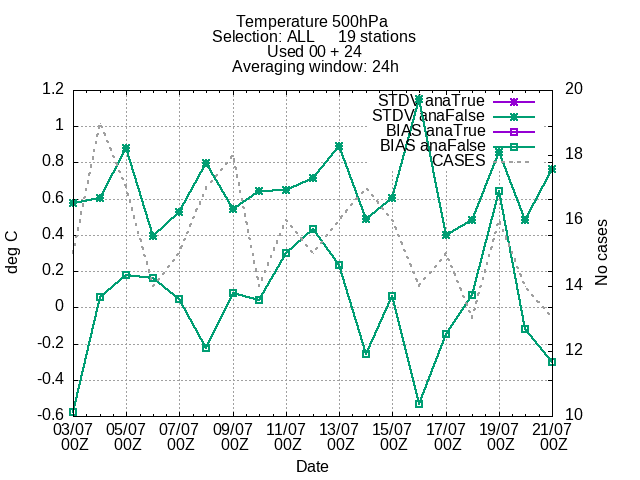 Temperature 500hPa
Selection: ALL 19 stations
Used 00 + 24
Averaging window: 24h
1.2
1
0.8
0.6
0.4
0.2
0
-0.2
-0.4
-0.6
deg C
20
18
16
14
12
10
No cases
STDV anaTrue
STDV anaFalse
BIAS anaTrue
BIAS anaFalse
CASES
03/07 05/07 07/07 09/07 11/07 13/07 15/07 17/07 19/07 21/07
00Z 00Z 00Z 00Z 00Z 00Z 00Z 00Z 00Z 00Z
Date